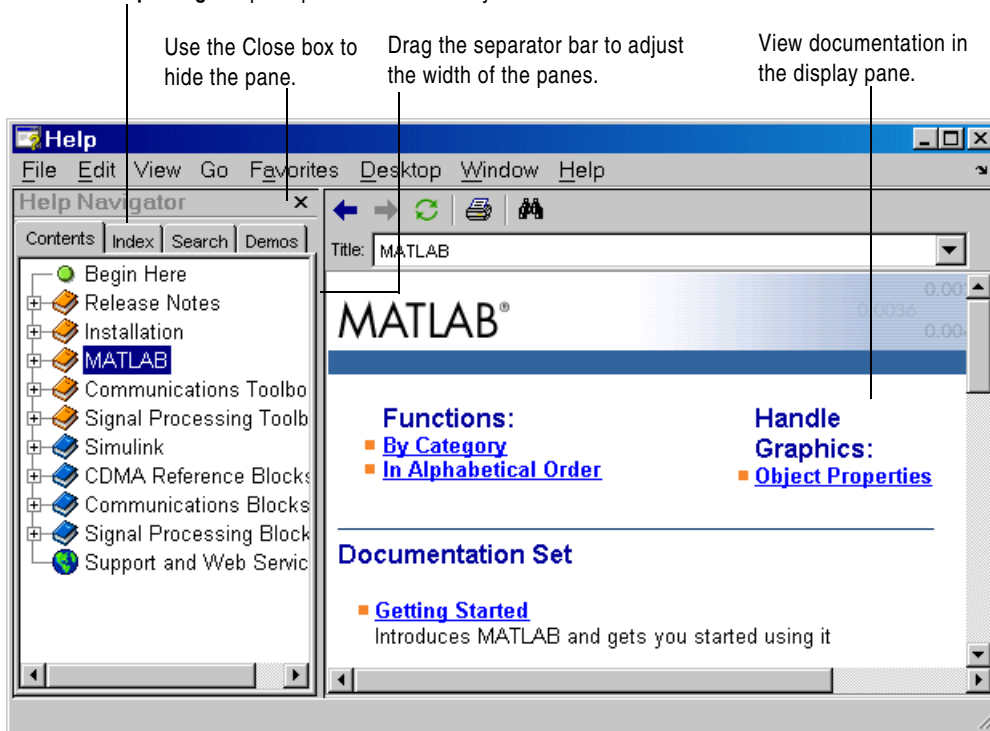 Use the Close box to
hide the pane.
Drag the separator bar to adjust
the width of the panes.
View documentation in
the display pane.
Help
File Edit View Go Favorites Desktop Window Help
Help Navigator
Contents Index Search Demos
Title: MATLAB
Begin Here
Release Notes
Installation
MATLAB
Communications Toolbo
Signal Processing Toolb
Simulink
CDMA Reference Blocks
Communications Blocks
Signal Processing Block
Support and Web Servic
MATLAB®
0.0036
Functions:
By Category
In Alphabetical Order
Handle
Graphics:
Object Properties
Documentation Set
Getting Started
Introduces MATLAB and gets you started using it